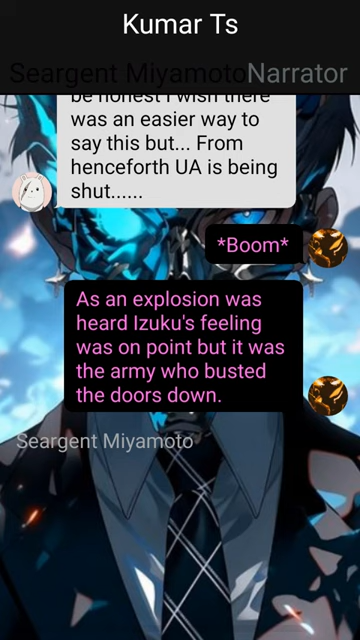 Kumar Ts
Seargent Miyamoto Narrator
be honest I wish there
was an easier way to
say this but... From
henceforth UA is being
shut......
*Boom*
As an explosion was
heard Izuku's feeling
was on point but it was
the army who busted
the doors down.
Seargent Miyamoto